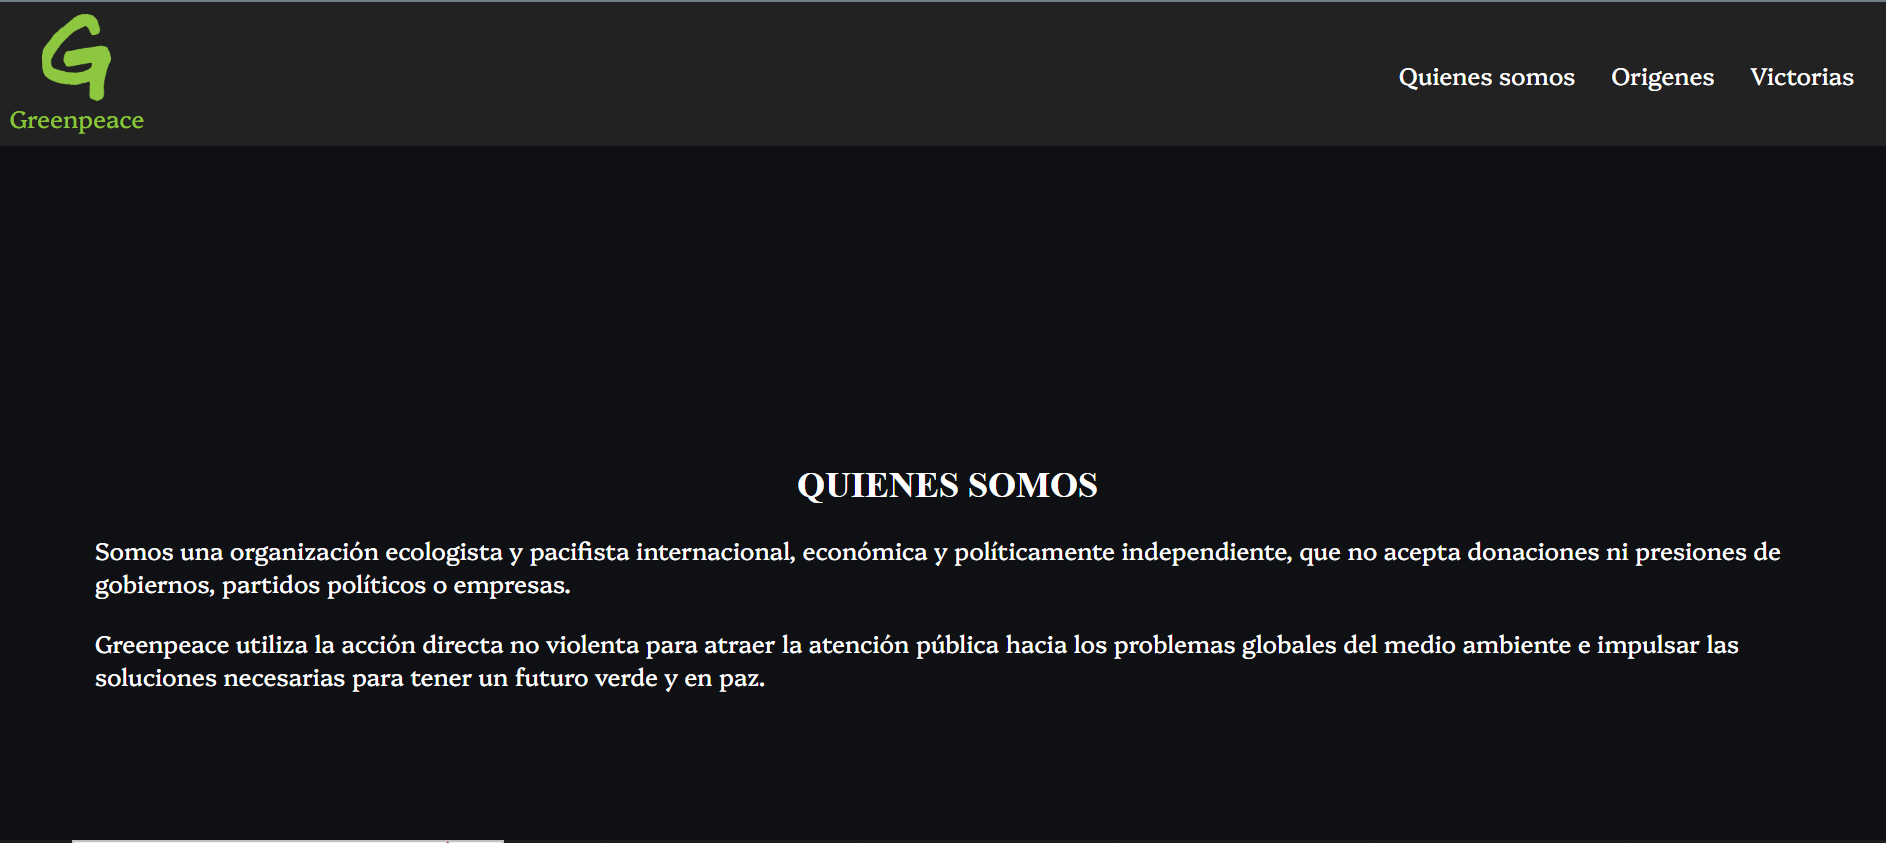 G
Greenpeace
Quienes somos Origenes Victorias
QUIENES SOMOS
Somos una organización ecologista y pacifista internacional, económica y políticamente independiente, que no acepta donaciones ni presiones de
gobiernos, partidos políticos o empresas.
Greenpeace utiliza la acción directa no violenta para atraer la atención pública hacia los problemas globales del medio ambiente e impulsar las
soluciones necesarias para tener un futuro verde y en paz.